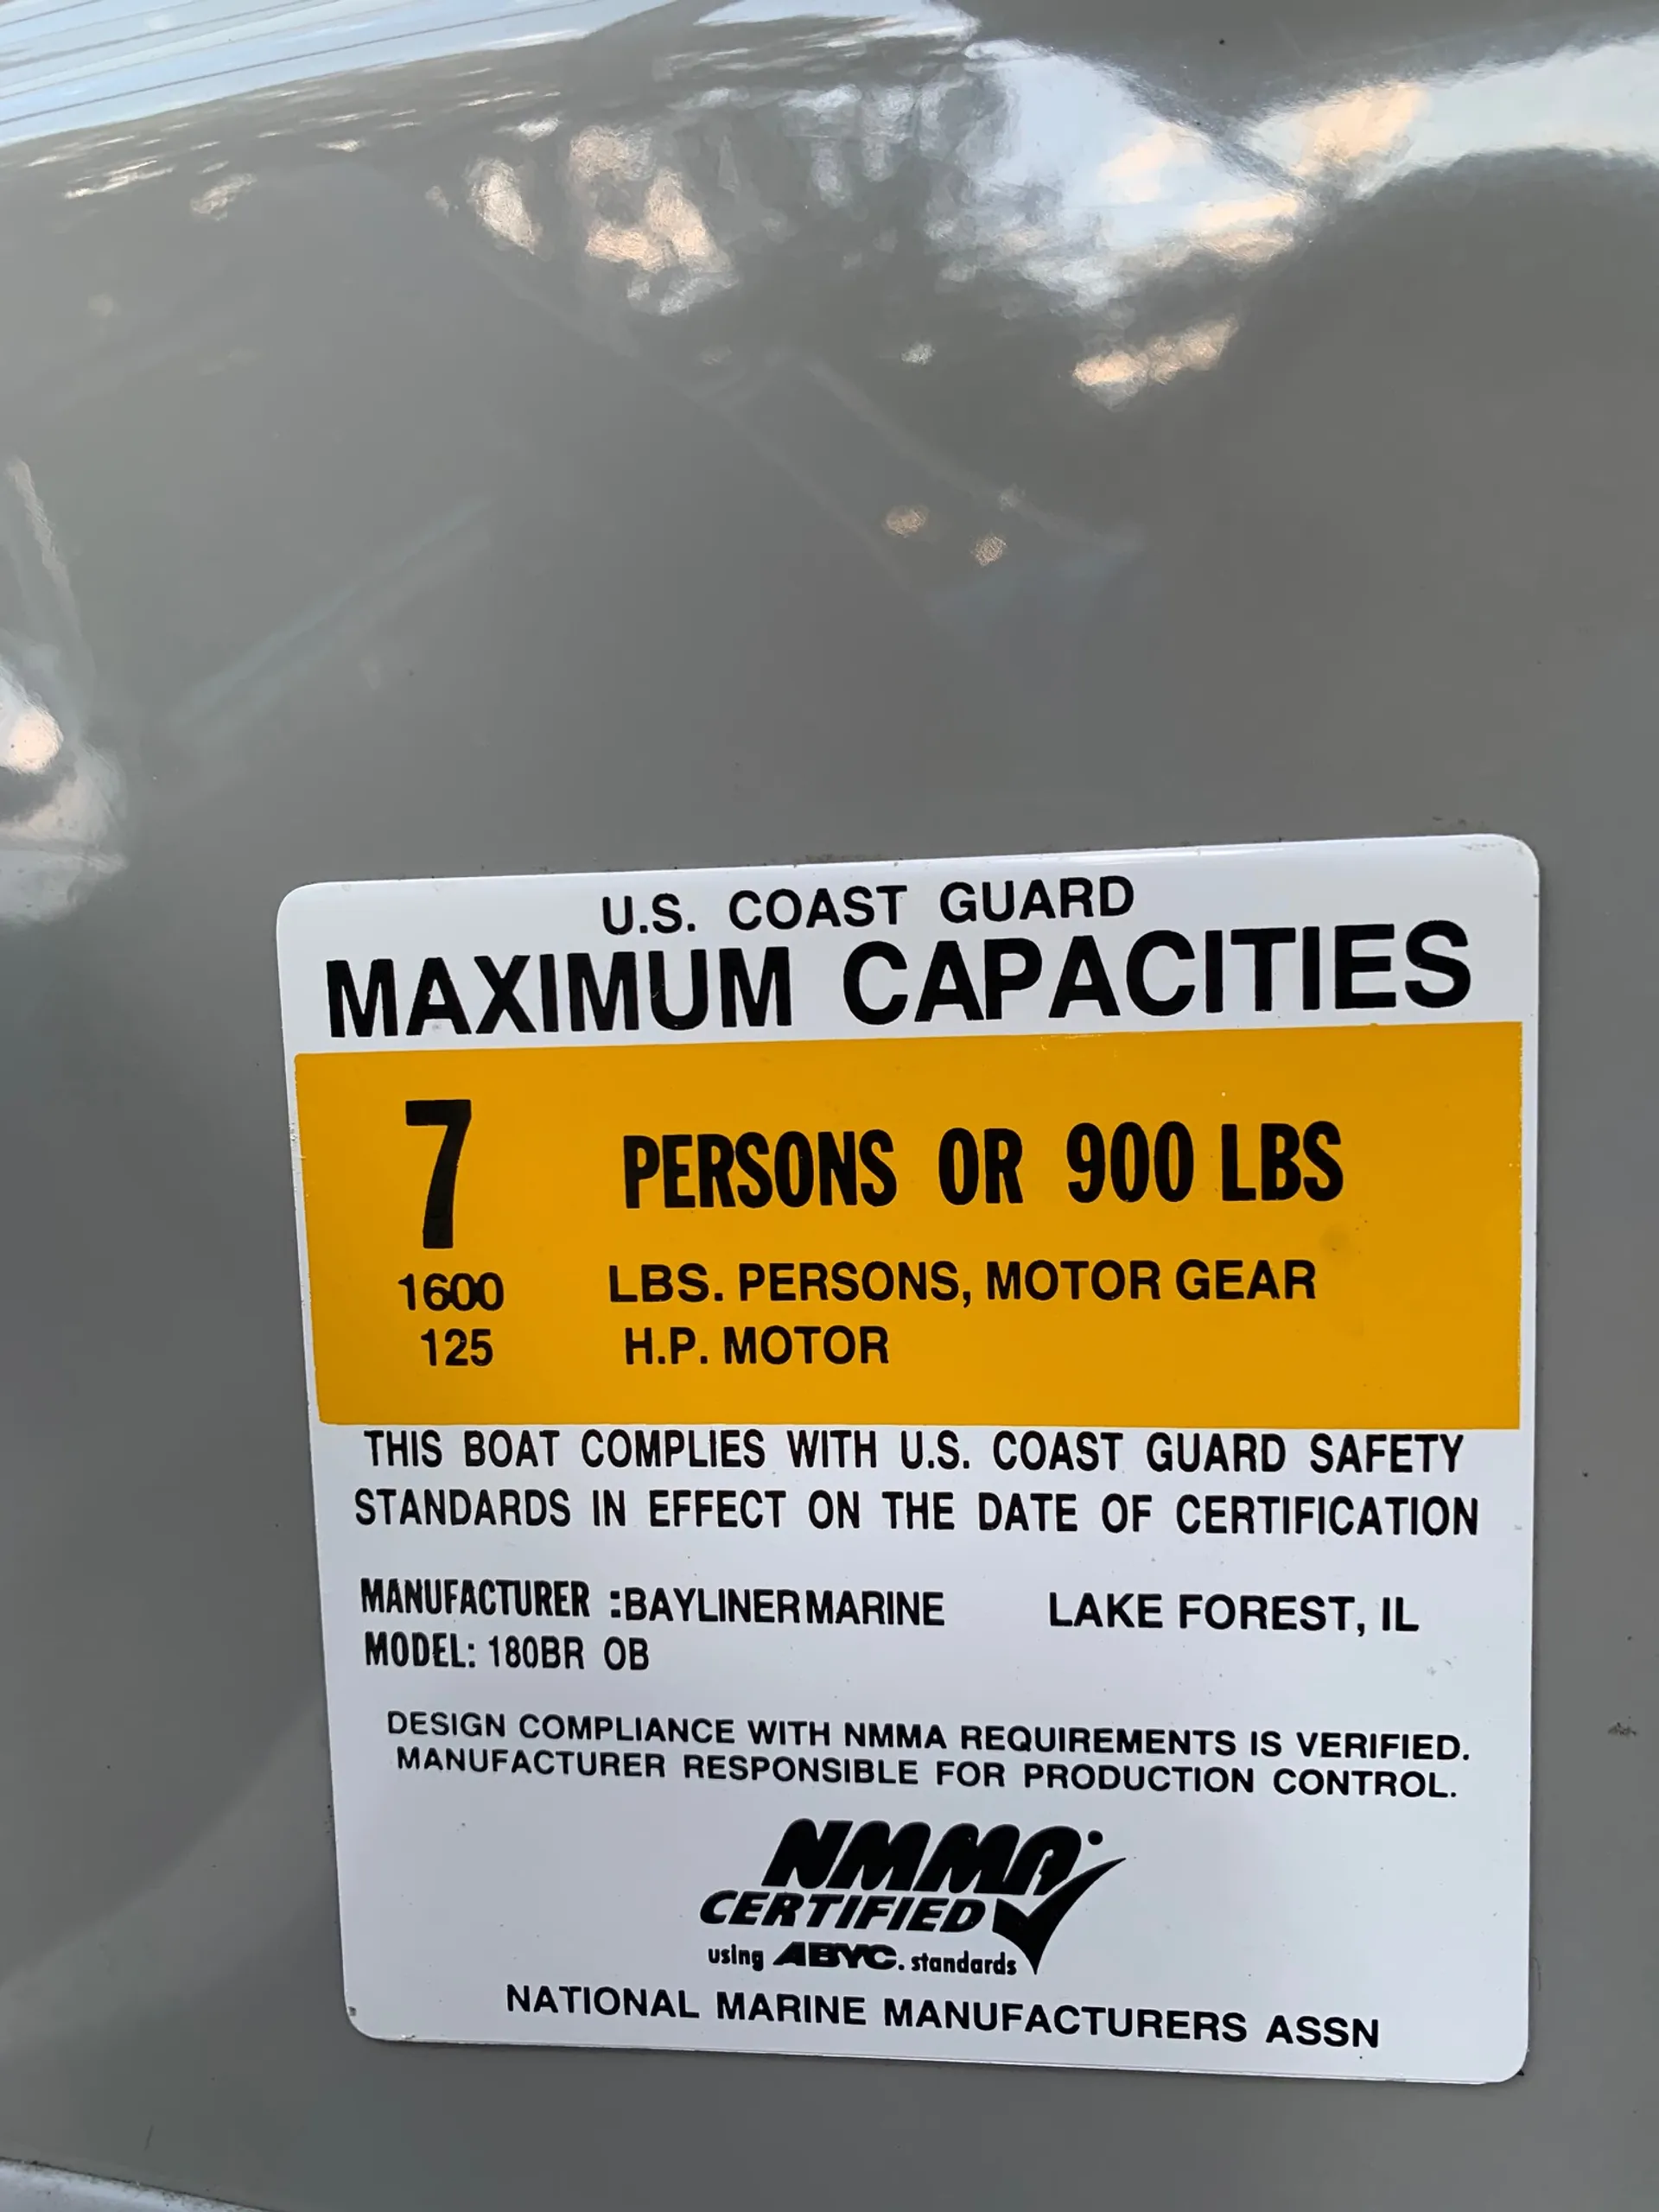 U.S. COAST GUARD
MAXIMUM CAPACITIES
7 PERSONS OR 900 LBS
1600 LBS. PERSONS, MOTOR GEAR
125 H.P. MOTOR
THIS BOAT COMPLIES WITH U.S. COAST GUARD SAFETY
STANDARDS IN EFFECT ON THE DATE OF CERTIFICATION
MANUFACTURER :BAYLINER MARINE LAKE FOREST, IL
MODEL: 180BR OB
DESIGN COMPLIANCE WITH NMMA REQUIREMENTS IS VERIFIED.
MANUFACTURER RESPONSIBLE FOR PRODUCTION CONTROL.
NMMA
CERTIFIED
using ABYC. standards
NATIONAL MARINE MANUFACTURERS ASSN